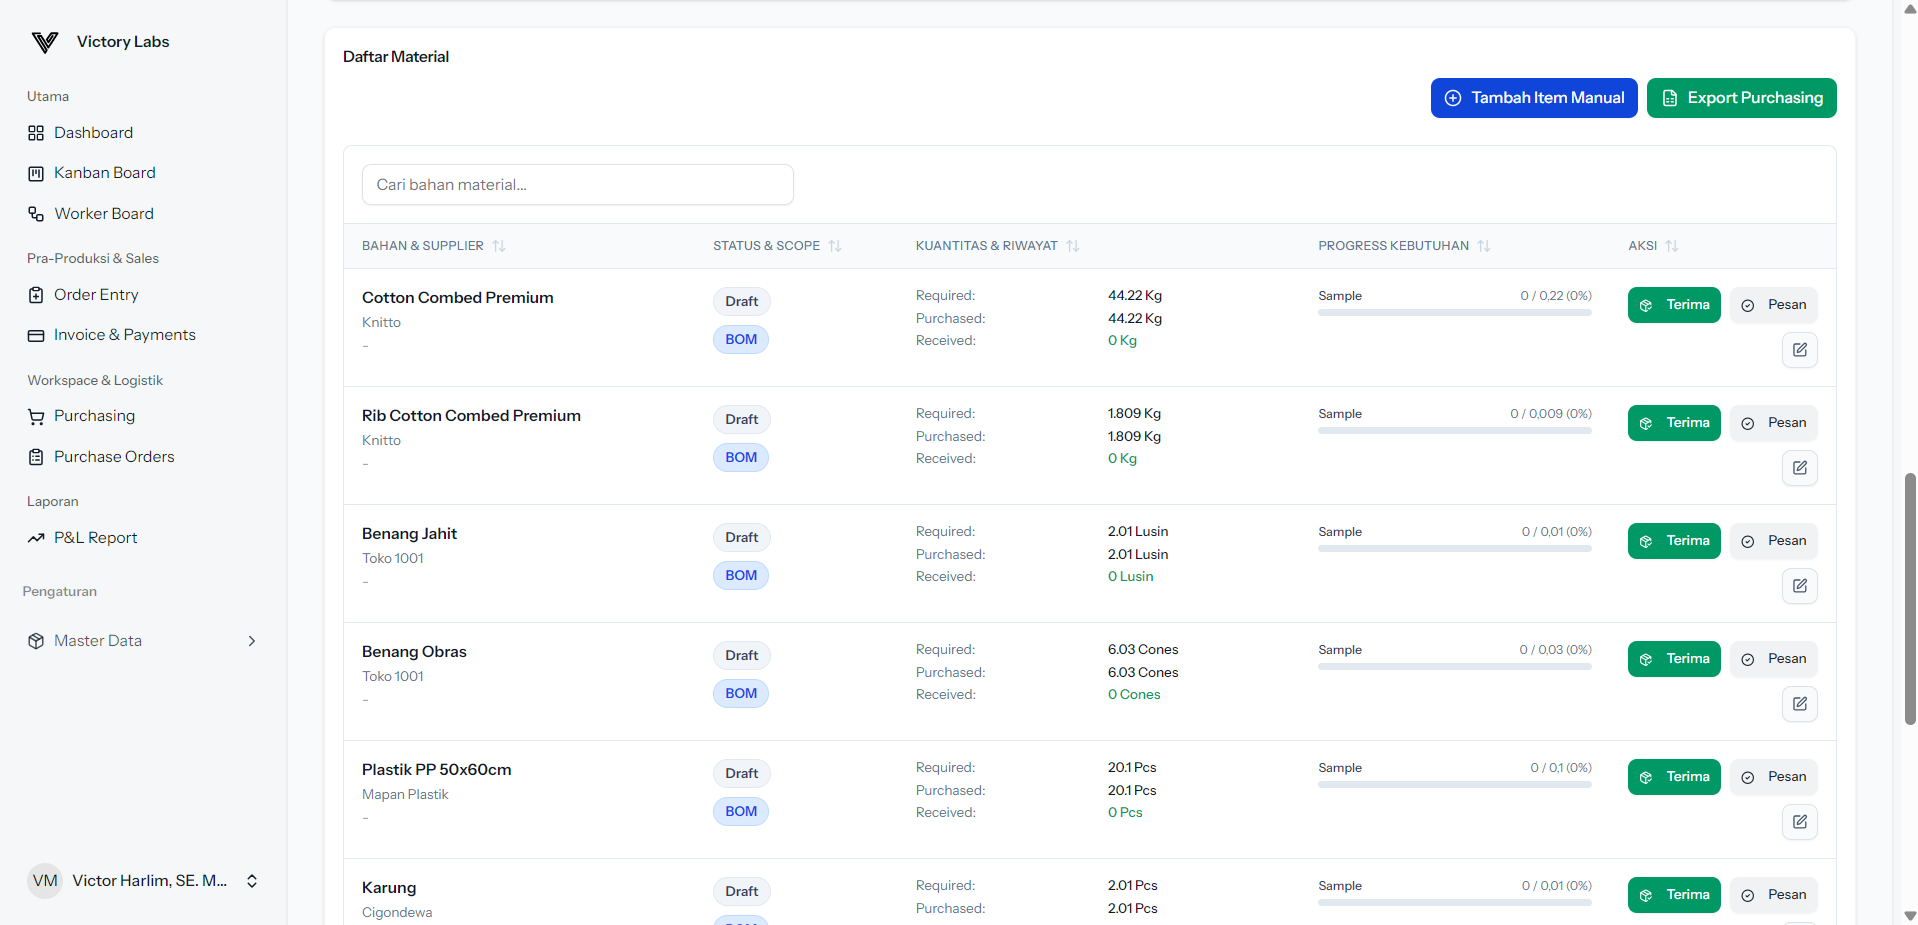 Victory Labs
Utama
Dashboard
Kanban Board
Worker Board
Pra-Produksi & Sales
Order Entry
Invoice & Payments
Workspace & Logistik
Purchasing
Purchase Orders
Laporan
P&L Report
Pengaturan
Master Data
VM Victor Harlim, SE. M...
Daftar Material
Tambah Item Manual Export Purchasing
Cari bahan material...
BAHAN & SUPPLIER STATUS & SCOPE KUANTITAS & RIWAYAT PROGRESS KEBUTUHAN AKSI
Cotton Combed Premium Draft Required: 44.22 Kg Sample 0 / 0,22 (0%) Terima Pesan
Knitto Purchased: 44.22 Kg
- BOM Received: 0 Kg
Rib Cotton Combed Premium Draft Required: 1.809 Kg Sample 0 / 0,009 (0%) Terima Pesan
Knitto Purchased: 1.809 Kg
- BOM Received: 0 Kg
Benang Jahit Draft Required: 2.01 Lusin Sample 0 / 0,01 (0%) Terima Pesan
Toko 1001 Purchased: 2.01 Lusin
- BOM Received: 0 Lusin
Benang Obras Draft Required: 6.03 Cones Sample 0 / 0,03 (0%) Terima Pesan
Toko 1001 Purchased: 6.03 Cones
- BOM Received: 0 Cones
Plastik PP 50x60cm Draft Required: 20.1 Pcs Sample 0 / 0,1 (0%) Terima Pesan
Mapan Plastik Purchased: 20.1 Pcs
- BOM Received: 0 Pcs
Karung Draft Required: 2.01 Pcs Sample 0 / 0,01 (0%) Terima Pesan
Cigondewa Purchased: 2.01 Pcs